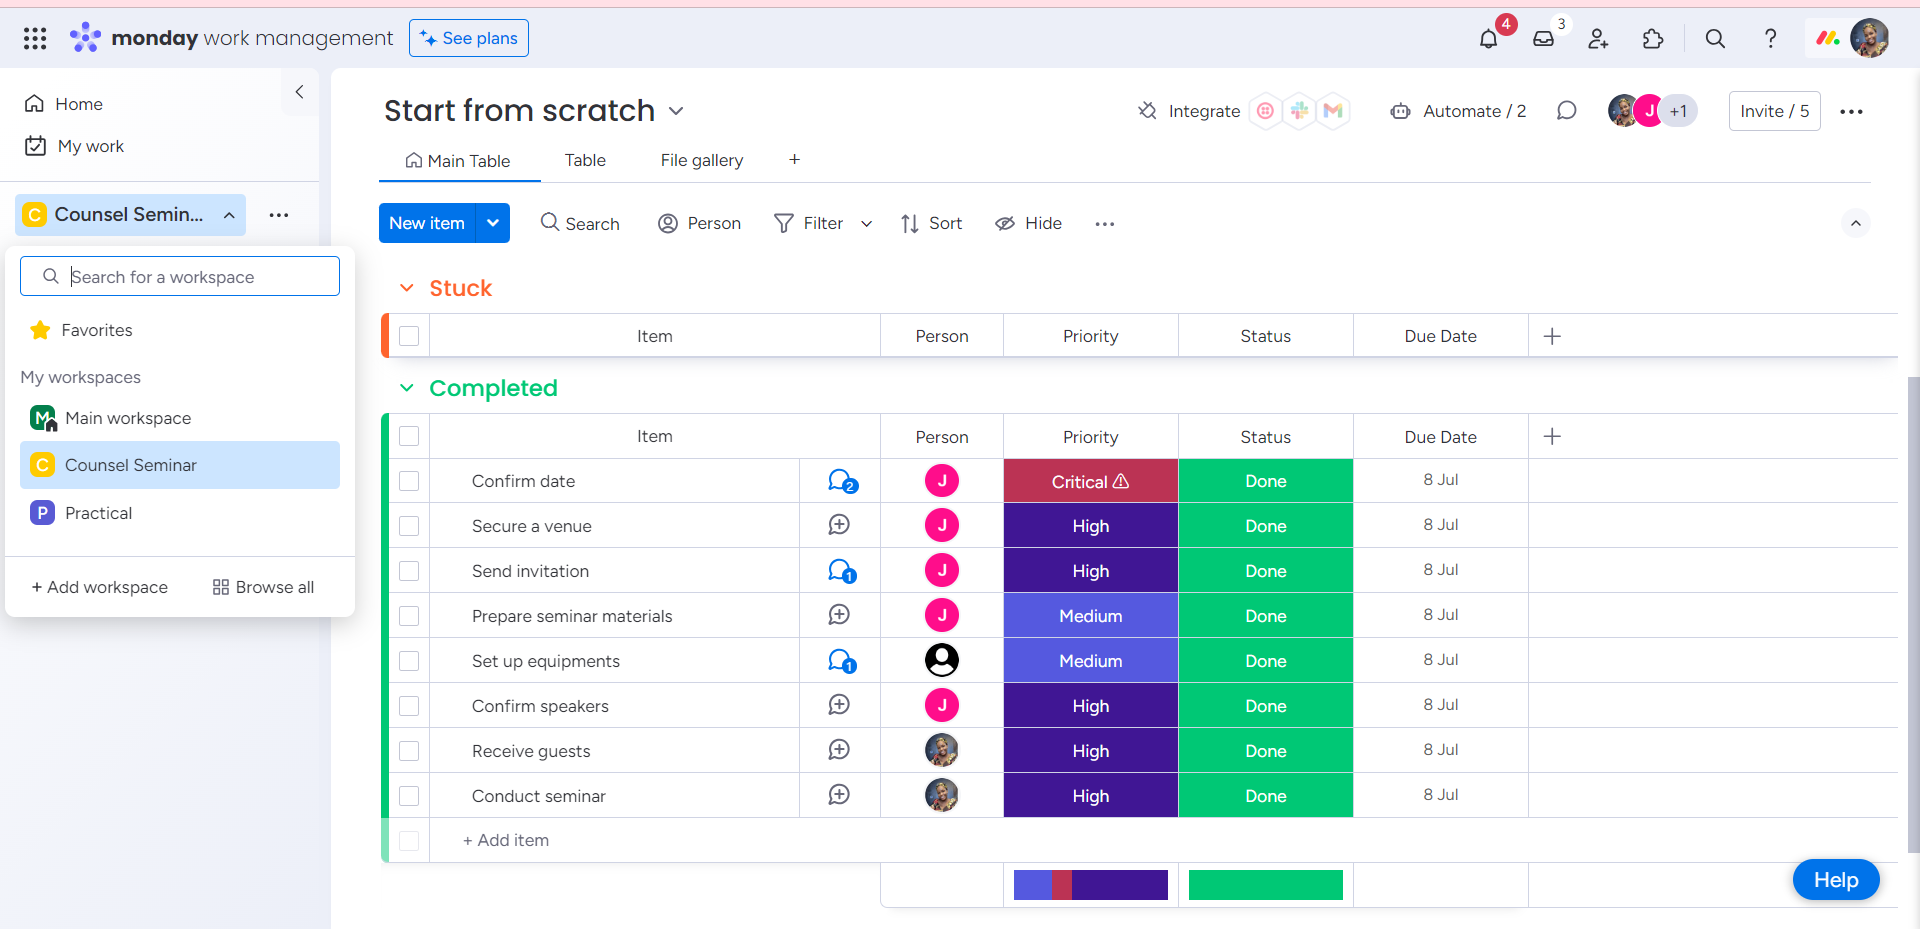 monday work management
See plans
4
3
Home
My work
C Counsel Semin...
Search for a workspace
Favorites
My workspaces
M Main workspace
C Counsel Seminar
P Practical
+ Add workspace
Browse all
Start from scratch
Integrate
Automate / 2
J
+1
Invite / 5
Main Table
Table
File gallery
+
New item
Search
Person
Filter
Sort
Hide
Stuck
Item Person Priority Status Due Date +
Completed
Item Person Priority Status Due Date +
Confirm date 2 J Critical Done 8 Jul
Secure a venue J High Done 8 Jul
Send invitation 1 J High Done 8 Jul
Prepare seminar materials J Medium Done 8 Jul
Set up equipments 1 Medium Done 8 Jul
Confirm speakers J High Done 8 Jul
Receive guests High Done 8 Jul
Conduct seminar High Done 8 Jul
+ Add item
Help